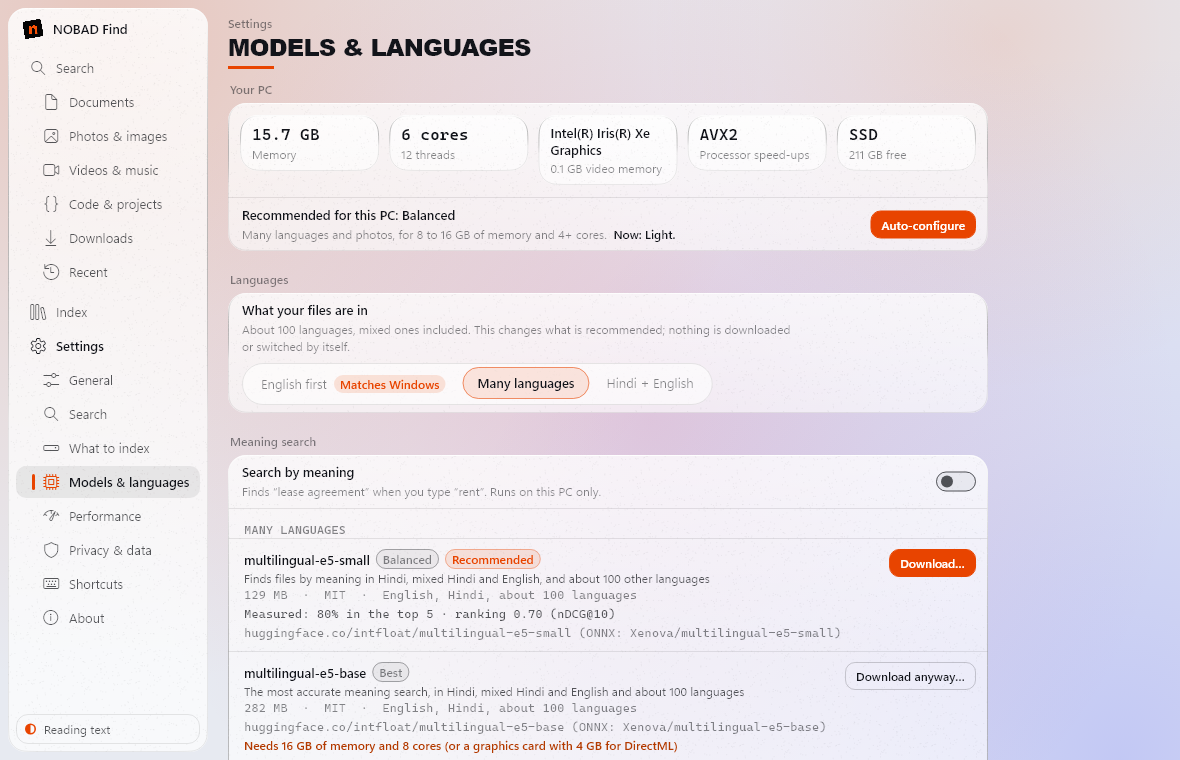 NOBAD Find
Search
Documents
Photos & images
Videos & music
Code & projects
Downloads
Recent
Index
Settings
General
Search
What to index
Models & languages
Performance
Privacy & data
Shortcuts
About
Reading text
Settings
MODELS & LANGUAGES
Your PC
15.7 GB
Memory
6 cores
12 threads
Intel(R) Iris(R) Xe
Graphics
0.1 GB video memory
AVX2
Processor speed-ups
SSD
211 GB free
Recommended for this PC: Balanced
Many languages and photos, for 8 to 16 GB of memory and 4+ cores. Now: Light.
Auto-configure
Languages
What your files are in
About 100 languages, mixed ones included. This changes what is recommended; nothing is downloaded
or switched by itself.
English first Matches Windows Many languages Hindi + English
Meaning search
Search by meaning
Finds “lease agreement” when you type “rent”. Runs on this PC only.
MANY LANGUAGES
multilingual-e5-small Balanced Recommended
Download...
Finds files by meaning in Hindi, mixed Hindi and English, and about 100 other languages
129 MB · MIT · English, Hindi, about 100 languages
Measured: 80% in the top 5 · ranking 0.70 (nDCG@10)
huggingface.co/intfloat/multilingual-e5-small (ONNX: Xenova/multilingual-e5-small)
multilingual-e5-base Best
Download anyway...
The most accurate meaning search, in Hindi, mixed Hindi and English and about 100 languages
282 MB · MIT · English, Hindi, about 100 languages
huggingface.co/intfloat/multilingual-e5-base (ONNX: Xenova/multilingual-e5-base)
Needs 16 GB of memory and 8 cores (or a graphics card with 4 GB for DirectML)